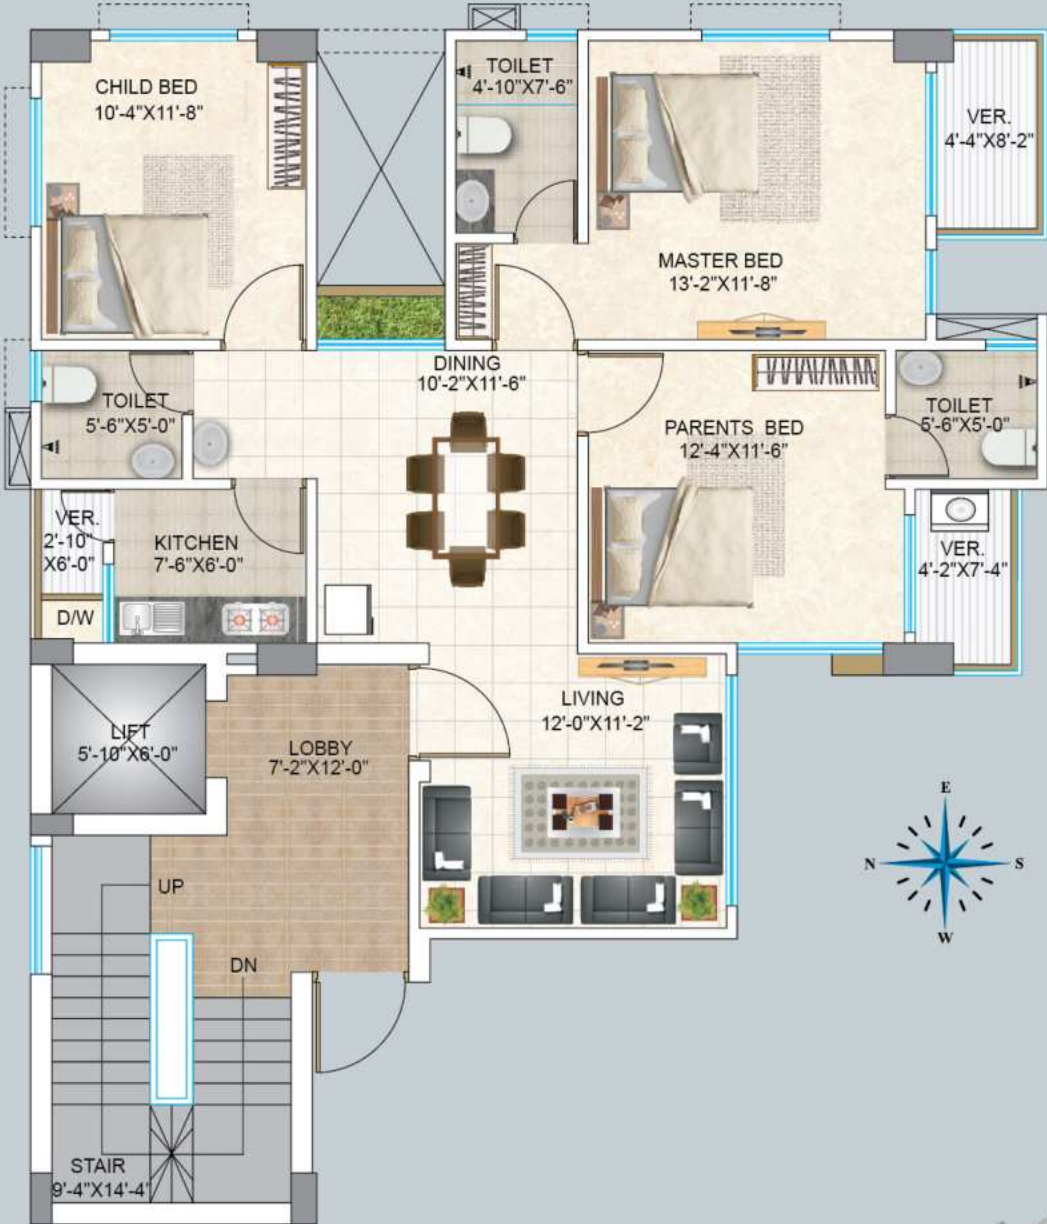 CHILD BED
10'-4"X11'-8"
TOILET
4'-10"X7'-6"
VER.
4'-4"X8'-2"
MASTER BED
13'-2"X11'-8"
DINING
10'-2"X11'-6"
TOILET
5'-6"X5'-0"
PARENTS BED
12'-4"X11'-6"
TOILET
5'-6"X5'-0"
VER.
2'-10"
X6'-0"
KITCHEN
7'-6"X6'-0"
VER.
4'-2"X7'-4"
D/W
LIFT
5'-10"X6'-0"
LOBBY
7'-2"X12'-0"
LIVING
12'-0"X11'-2"
E
N
S
W
UP
DN
STAIR
9'-4"X14'-4"